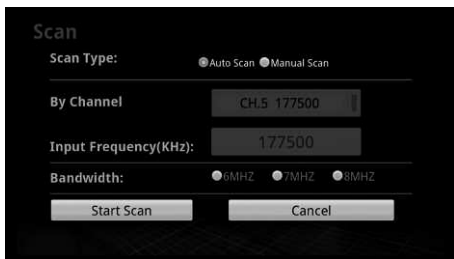 Scan
Scan Type: Auto Scan Manual Scan
By Channel CH.5 177500
Input Frequency(KHz): 177500
Bandwidth: 6MHZ 7MHZ 8MHZ
Start Scan Cancel